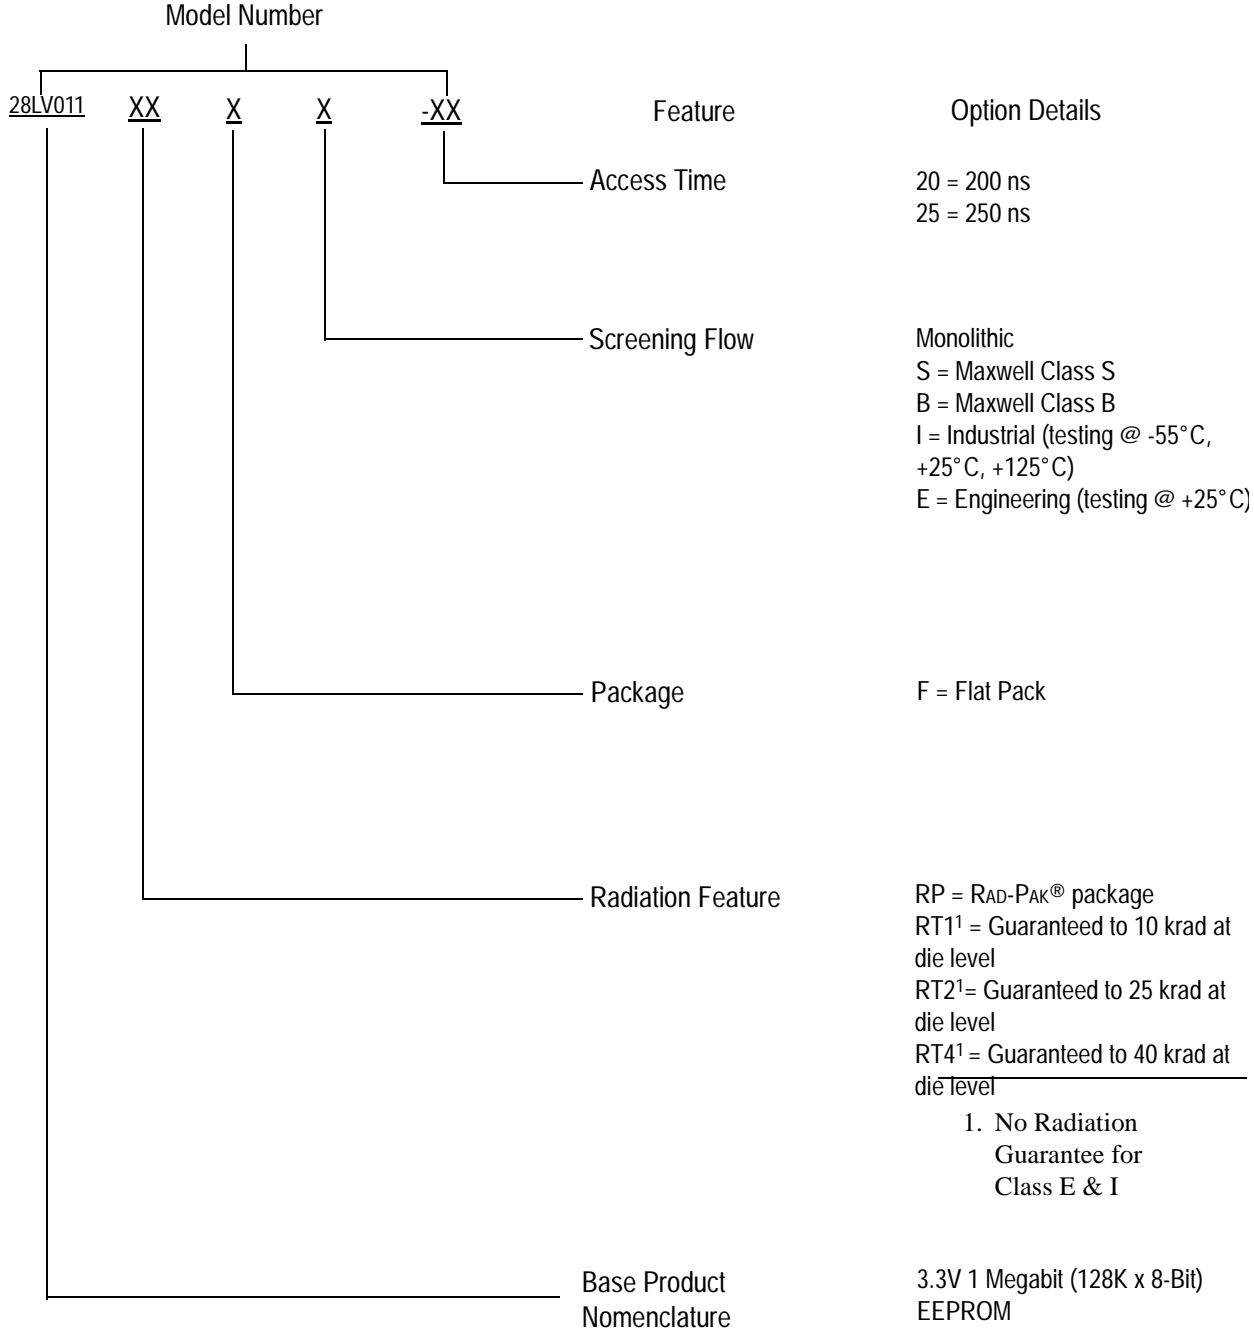 Model Number
28LV011 XX X X -XX Feature Option Details
Access Time
20 = 200 ns
25 = 250 ns
Screening Flow
Monolithic
S = Maxwell Class S
B = Maxwell Class B
I = Industrial (testing @ -55°C,
+25°C, +125°C)
E = Engineering (testing @ +25°C)
Package
F = Flat Pack
Radiation Feature
RP = RAD-PAK® package
RT1¹ = Guaranteed to 10 krad at
die level
RT2¹= Guaranteed to 25 krad at
die level
RT4¹ = Guaranteed to 40 krad at
die level
1. No Radiation
Guarantee for
Class E & I
Base Product
Nomenclature
3.3V 1 Megabit (128K x 8-Bit)
EEPROM